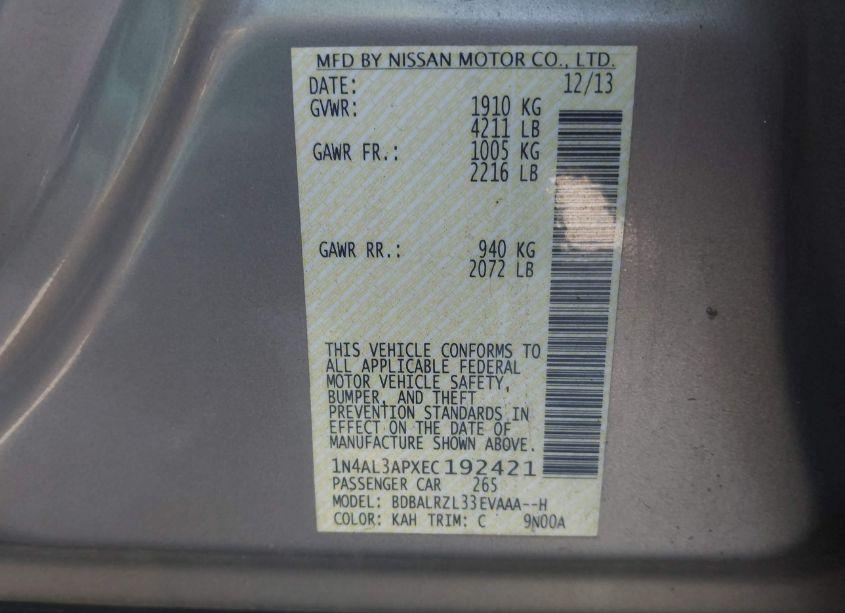 MFD BY NISSAN MOTOR CO., LTD.
DATE: 12/13
GVWR: 1910 KG
4211 LB
GAWR FR.: 1005 KG
2216 LB
GAWR RR.: 940 KG
2072 LB
THIS VEHICLE CONFORMS TO
ALL APPLICABLE FEDERAL
MOTOR VEHICLE SAFETY,
BUMPER, AND THEFT
PREVENTION STANDARDS IN
EFFECT ON THE DATE OF
MANUFACTURE SHOWN ABOVE.
1N4AL3APXEC192421
PASSENGER CAR 265
MODEL: BDBALRZL33EVAAA--H
COLOR: KAH TRIM: C 9N00A